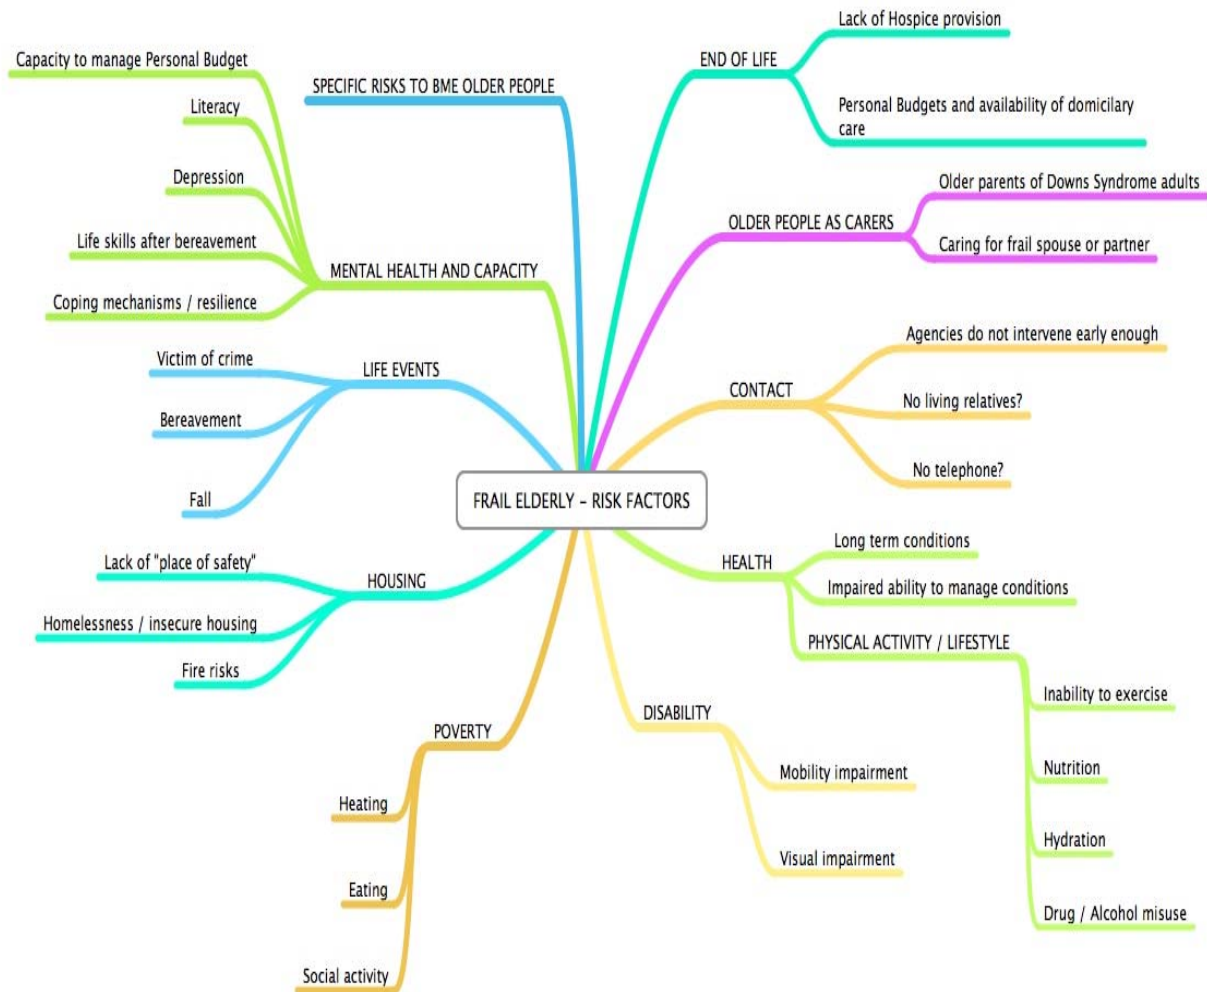 FRAIL ELDERLY – RISK FACTORS
END OF LIFE
Lack of Hospice provision
Personal Budgets and availability of domicilary
care
OLDER PEOPLE AS CARERS
Older parents of Downs Syndrome adults
Caring for frail spouse or partner
CONTACT
Agencies do not intervene early enough
No living relatives?
No telephone?
HEALTH
Long term conditions
Impaired ability to manage conditions
PHYSICAL ACTIVITY / LIFESTYLE
Inability to exercise
Nutrition
Hydration
Drug / Alcohol misuse
DISABILITY
Mobility impairment
Visual impairment
SPECIFIC RISKS TO BME OLDER PEOPLE
MENTAL HEALTH AND CAPACITY
Capacity to manage Personal Budget
Literacy
Depression
Life skills after bereavement
Coping mechanisms / resilience
LIFE EVENTS
Victim of crime
Bereavement
Fall
HOUSING
Lack of "place of safety"
Homelessness / insecure housing
Fire risks
POVERTY
Heating
Eating
Social activity